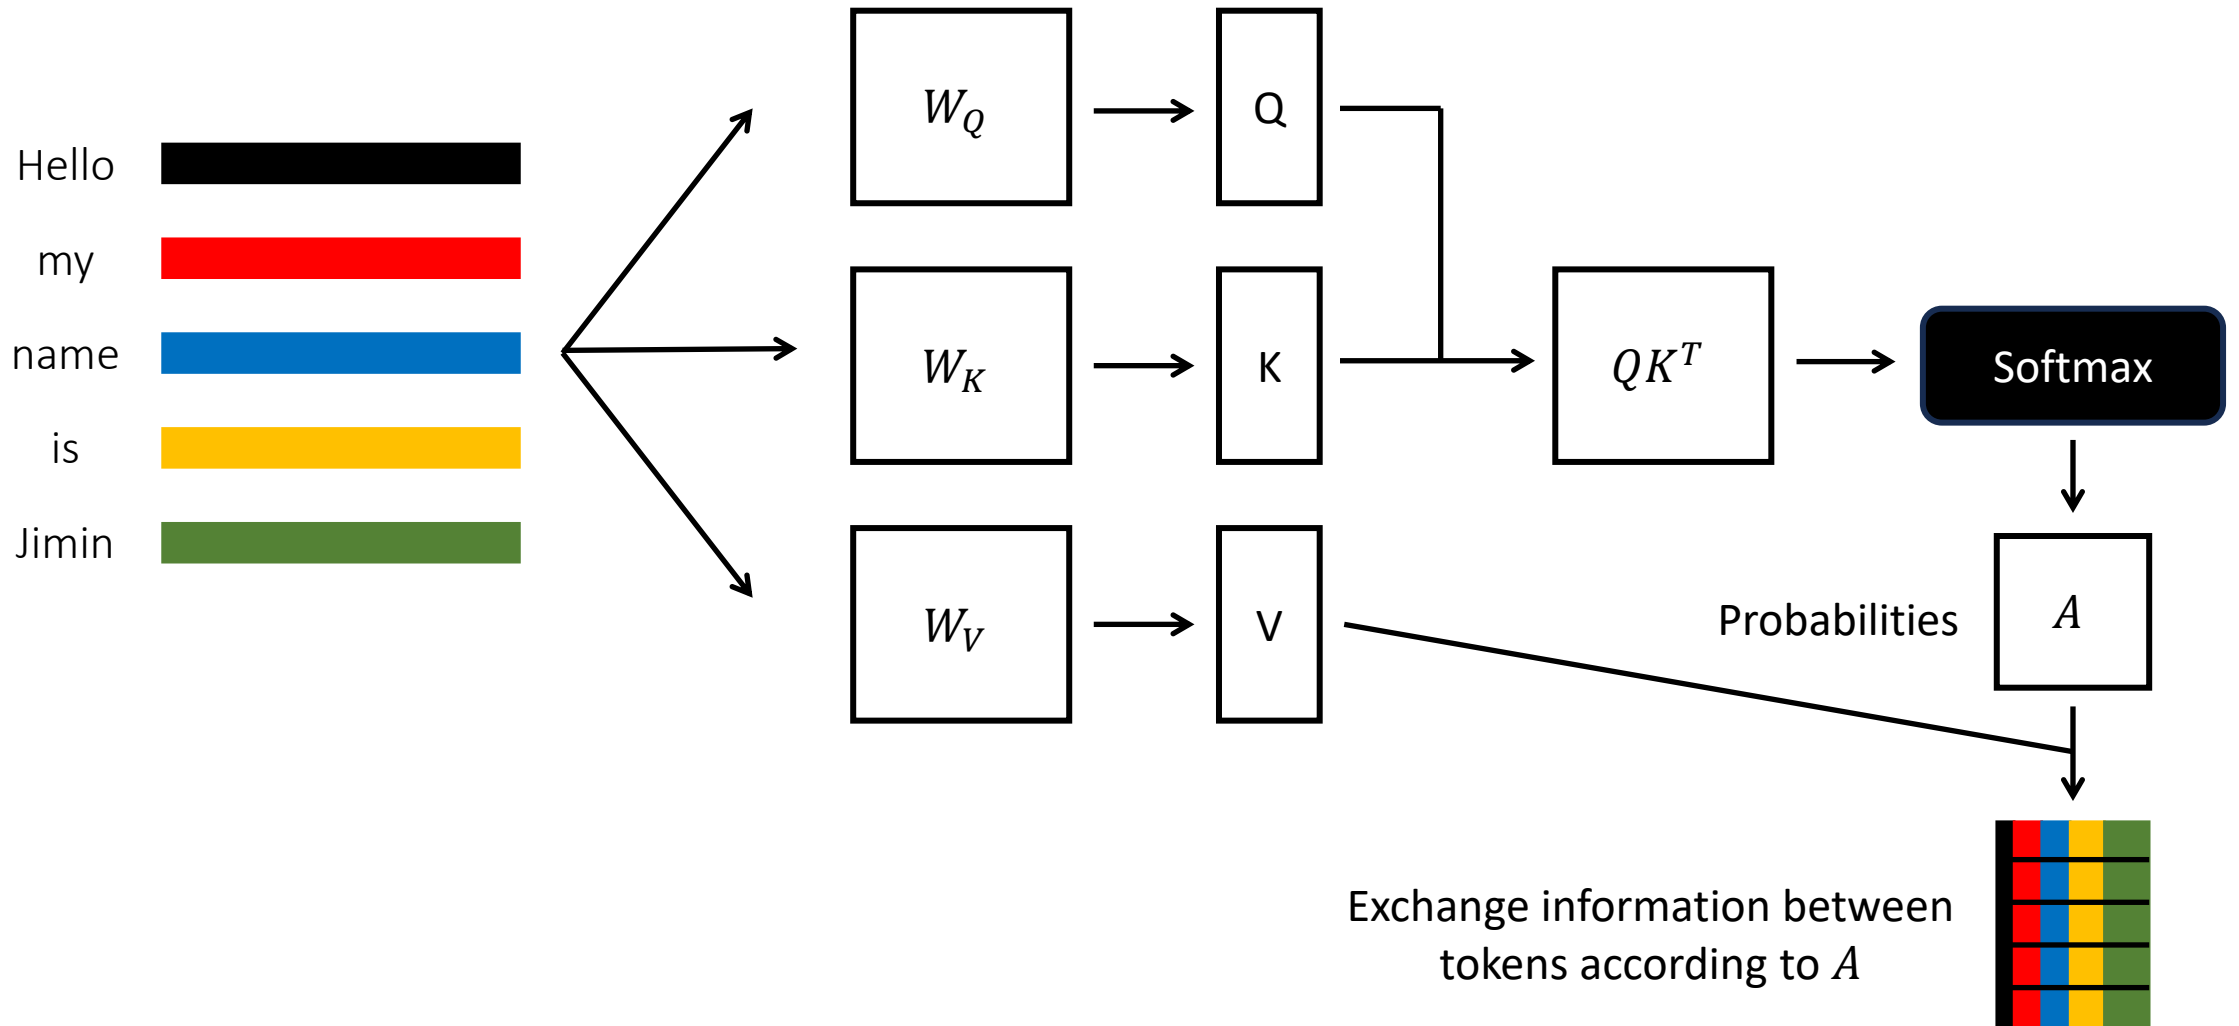 Hello
my
name
is
Jimin
W_Q
Q
W_K
K
QK^T
Softmax
W_V
V
Probabilities
A
Exchange information between
tokens according to A